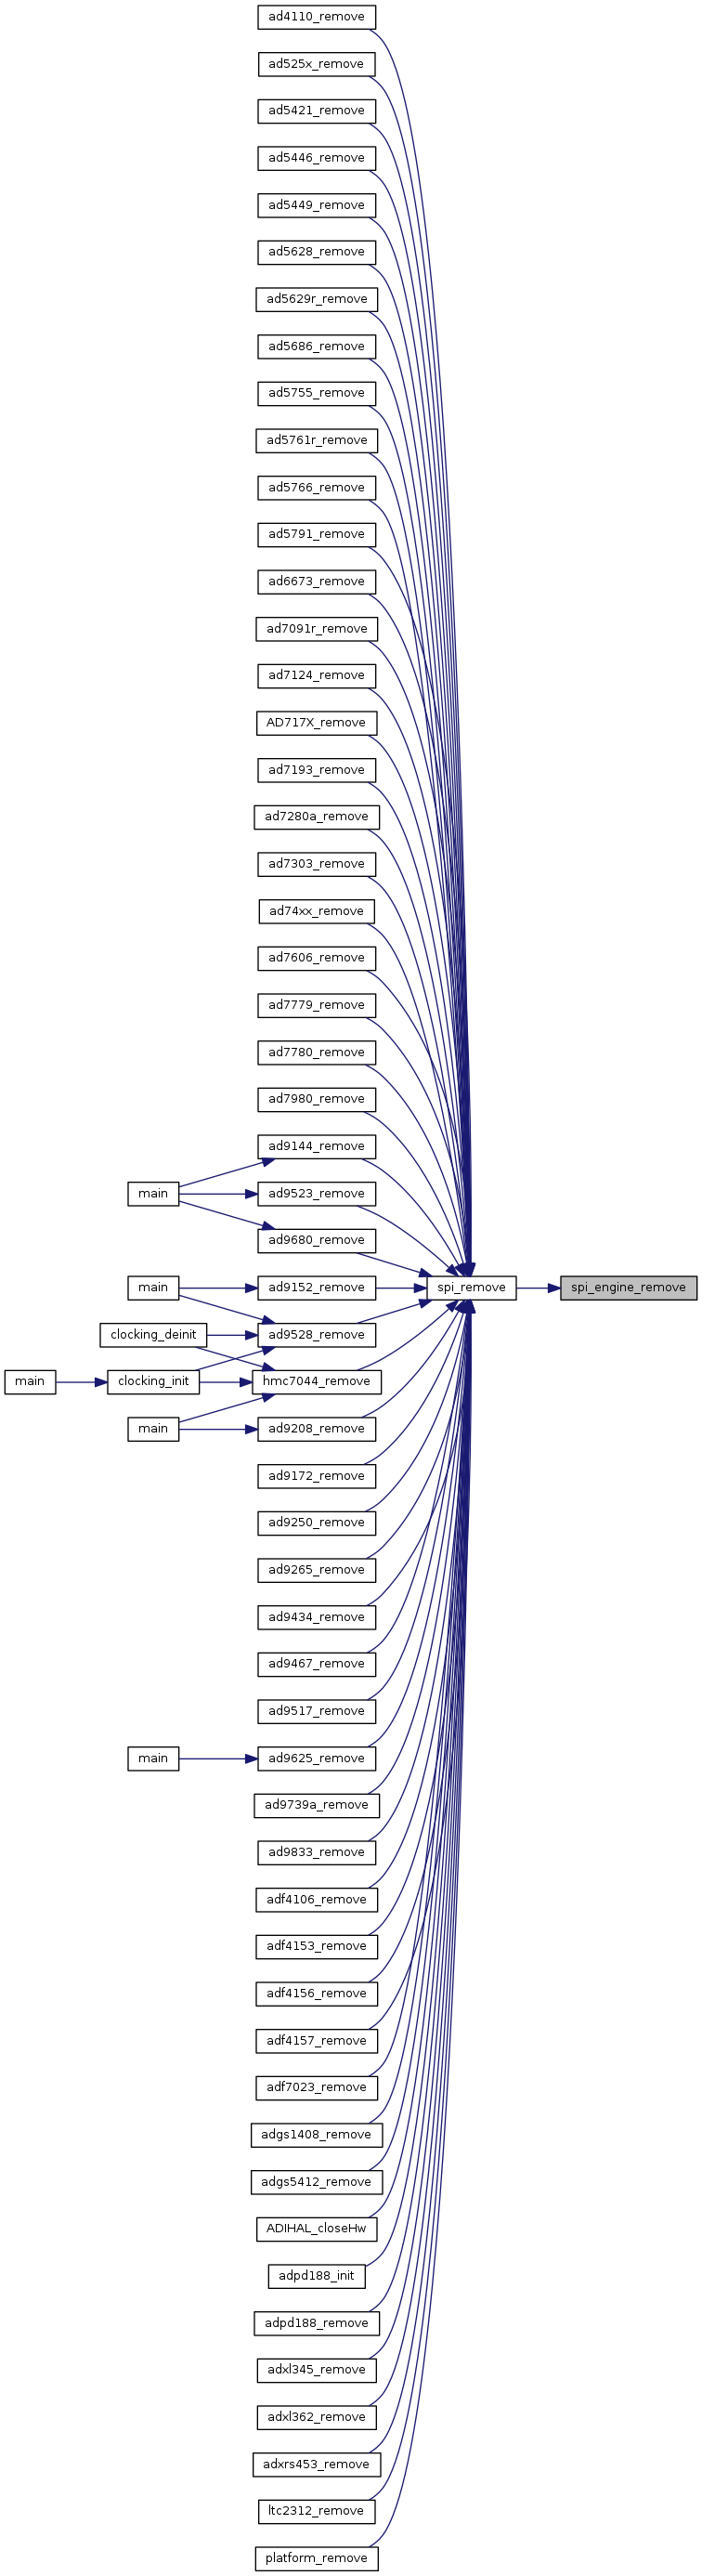 ad4110_remove
ad525x_remove
ad5421_remove
ad5446_remove
ad5449_remove
ad5628_remove
ad5629r_remove
ad5686_remove
ad5755_remove
ad5761r_remove
ad5766_remove
ad5791_remove
ad6673_remove
ad7091r_remove
ad7124_remove
AD717X_remove
ad7193_remove
ad7280a_remove
ad7303_remove
ad74xx_remove
ad7606_remove
ad7779_remove
ad7780_remove
ad7980_remove
ad9144_remove
main
ad9523_remove
ad9680_remove
main
ad9152_remove
spi_remove
spi_engine_remove
clocking_deinit
ad9528_remove
main
clocking_init
hmc7044_remove
main
ad9208_remove
ad9172_remove
ad9250_remove
ad9265_remove
ad9434_remove
ad9467_remove
ad9517_remove
main
ad9625_remove
ad9739a_remove
ad9833_remove
adf4106_remove
adf4153_remove
adf4156_remove
adf4157_remove
adf7023_remove
adgs1408_remove
adgs5412_remove
ADIHAL_closeHw
adpd188_init
adpd188_remove
adxl345_remove
adxl362_remove
adxrs453_remove
ltc2312_remove
platform_remove